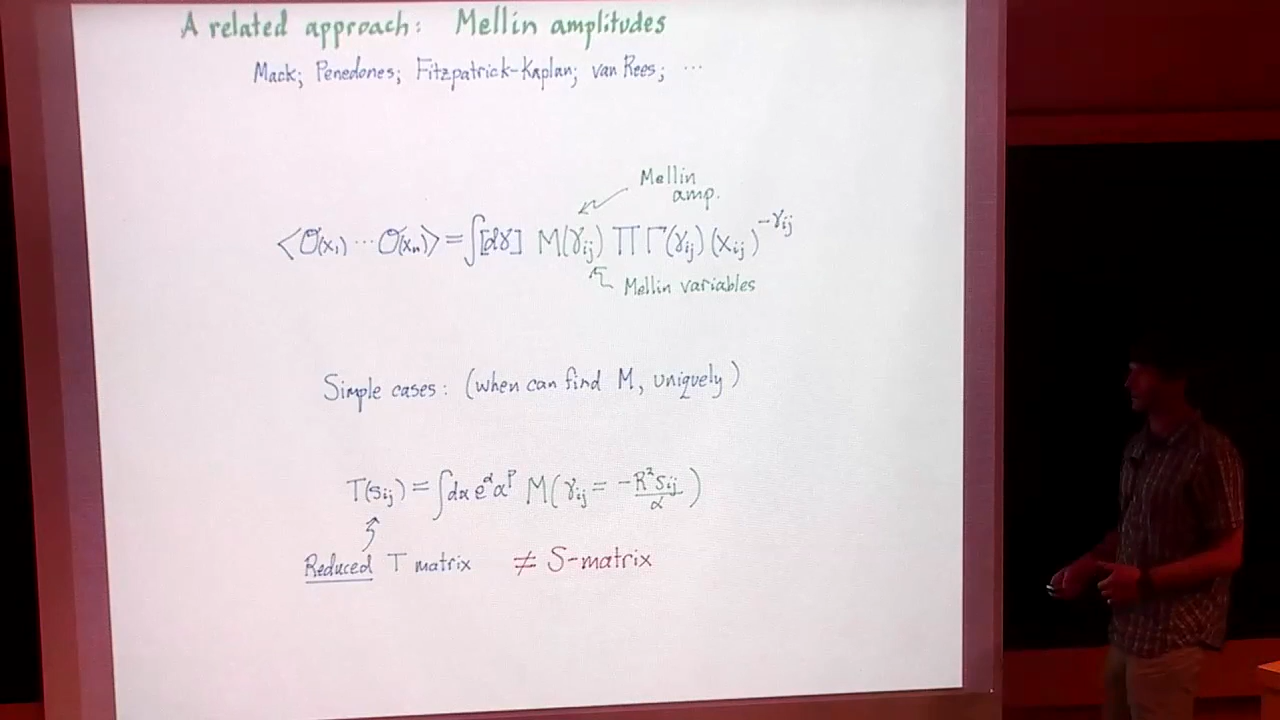 A related approach: Mellin amplitudes
Mack; Penedones; Fitzpatrick-Kaplan; van Rees; ...
Mellin amp.
⟨O(x₁) ⋯ O(xₙ)⟩ = ∫[dγ] M(γᵢⱼ) Π Γ(γᵢⱼ) (xᵢⱼ)^{-γᵢⱼ}
Mellin variables
Simple cases: (when can find M, uniquely)
T(sᵢⱼ) = ∫dα e^α α^p M(γᵢⱼ = -R²sᵢⱼ/α)
Reduced T matrix ≠ S-matrix